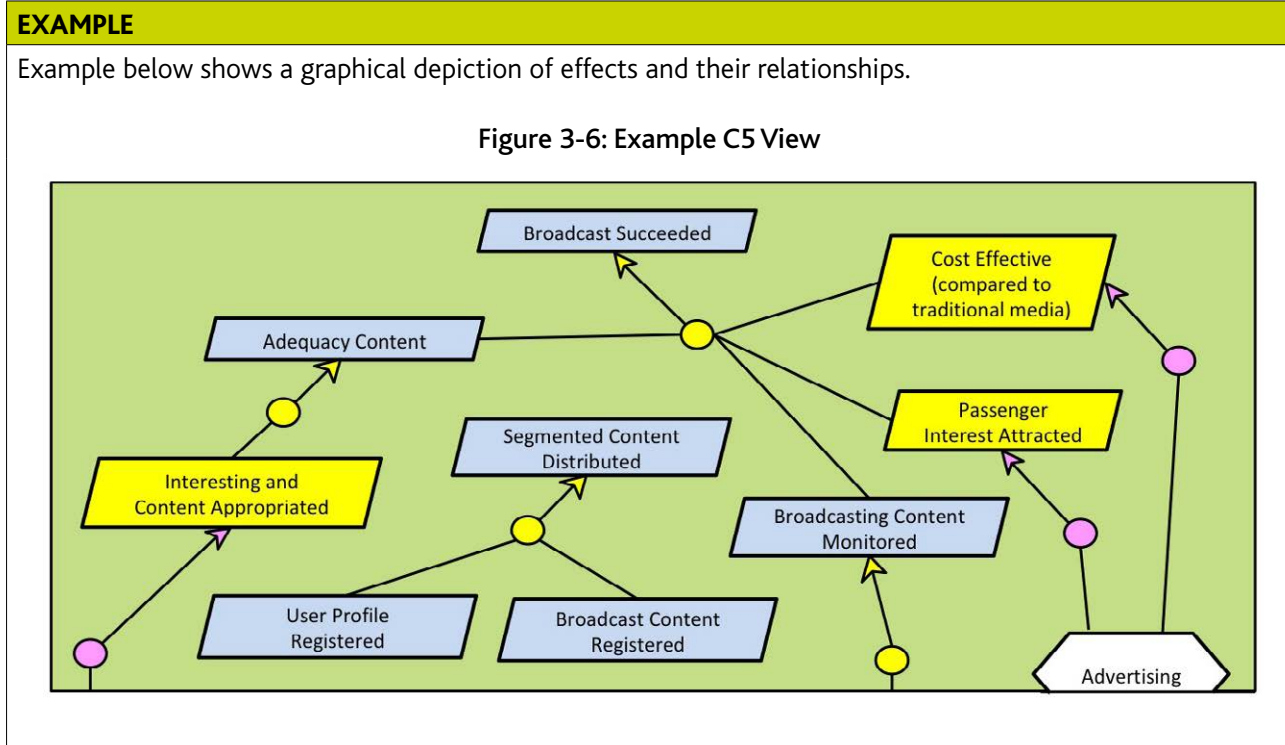 EXAMPLE
Example below shows a graphical depiction of effects and their relationships.
Figure 3-6: Example C5 View
Broadcast Succeeded
Cost Effective
(compared to
traditional media)
Adequacy Content
Passenger
Interest Attracted
Segmented Content
Distributed
Interesting and
Content Appropriated
Broadcasting Content
Monitored
User Profile
Registered
Broadcast Content
Registered
Advertising